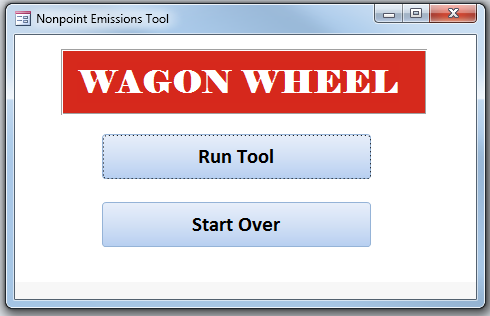 Nonpoint Emissions Tool
WAGON WHEEL
Run Tool
Start Over